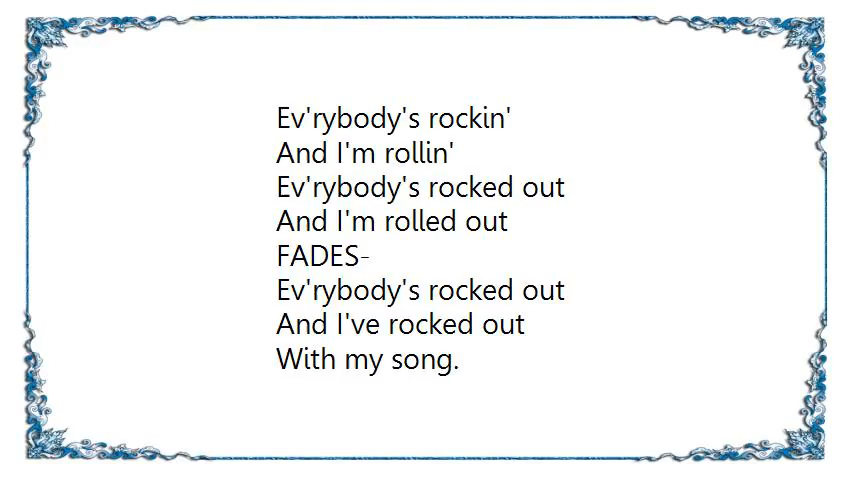 Ev'rybody's rockin'
And I'm rollin'
Ev'rybody's rocked out
And I'm rolled out
FADES-
Ev'rybody's rocked out
And I've rocked out
With my song.